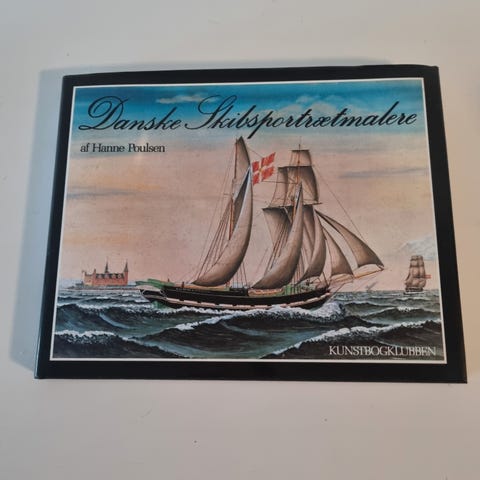 Danske Skibsportrætmalere
af Hanne Poulsen
KUNSTBOGKLUBBEN